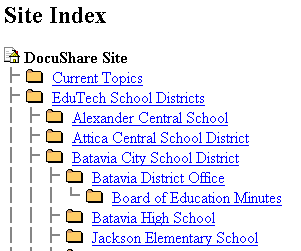 Site Index
DocuShare Site
Current Topics
EduTech School Districts
Alexander Central School
Attica Central School District
Batavia City School District
Batavia District Office
Board of Education Minutes
Batavia High School
Jackson Elementary School